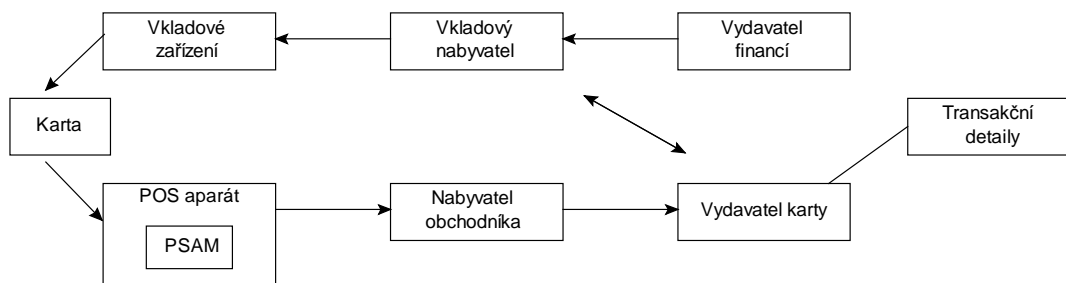 Vkladové
zařízení
Vkladový
nabyvatel
Vydavatel
financí
Karta
Transakční
detaily
POS aparát
PSAM
Nabyvatel
obchodníka
Vydavatel karty